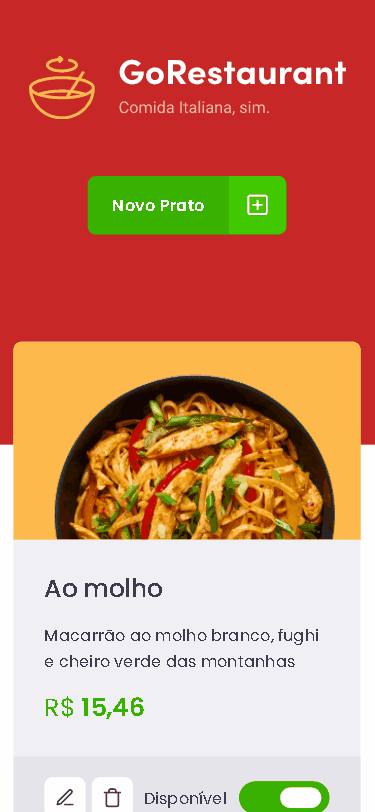 GoRestaurant
Comida Italiana, sim.
Novo Prato
Ao molho
Macarrão ao molho branco, fughi
e cheiro verde das montanhas
R$ 15,46
Disponível